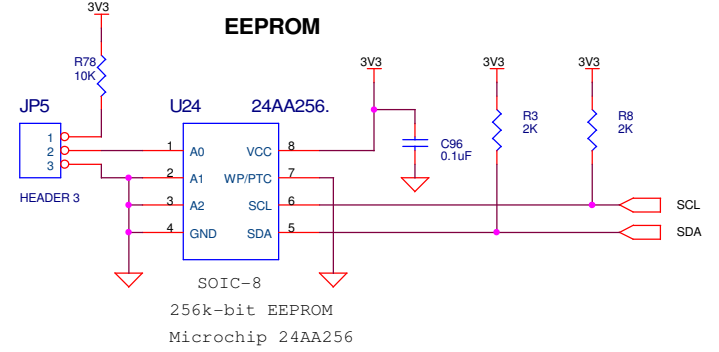 3V3
EEPROM
R78
10K
3V3
3V3
3V3
JP5
U24
24AA256.
R3
2K
R8
2K
C96
0.1uF
1
2
3
HEADER 3
1
A0
VCC
8
2
A1
WP/PTC
7
3
A2
SCL
6
SCL
4
GND
SDA
5
SDA
SOIC-8
256k-bit EEPROM
Microchip 24AA256